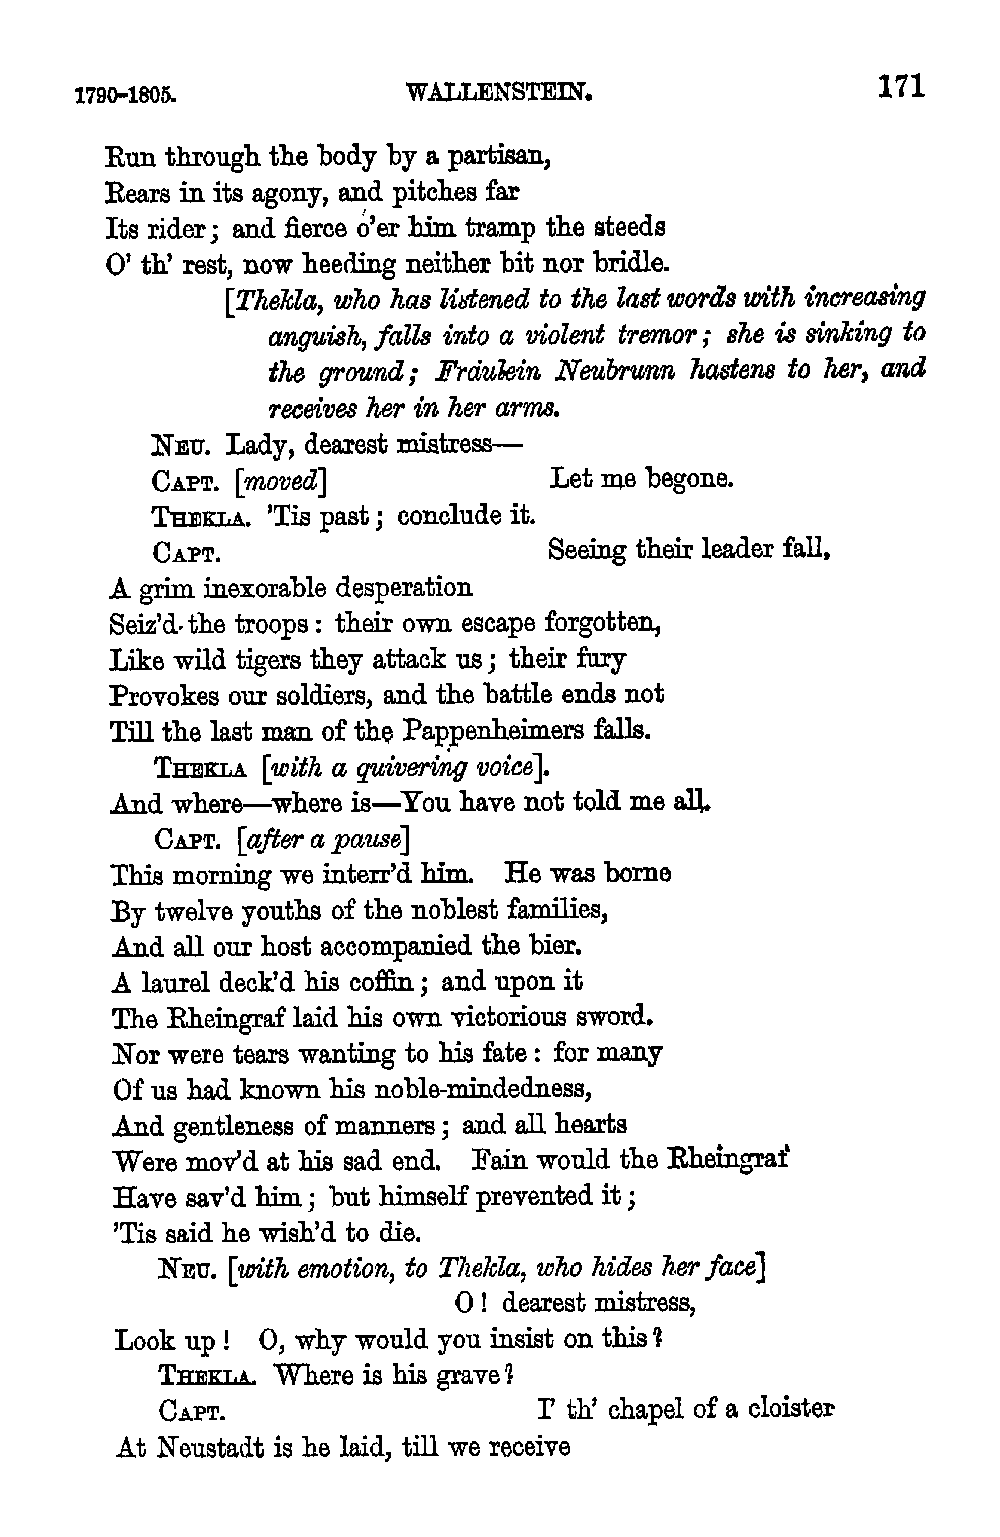 1790-1805. WALLENSTEIN. 171
Run through the body by a partisan,
Rears in its agony, and pitches far
Its rider; and fierce o'er him tramp the steeds
O' th' rest, now heeding neither bit nor bridle.
[Thekla, who has listened to the last words with increasing
anguish, falls into a violent tremor; she is sinking to
the ground; Fräulein Neubrunn hastens to her, and
receives her in her arms.
NEU. Lady, dearest mistress—
CAPT. [moved] Let me begone.
THEKLA. 'Tis past; conclude it.
CAPT. Seeing their leader fall,
A grim inexorable desperation
Seiz'd the troops: their own escape forgotten,
Like wild tigers they attack us; their fury
Provokes our soldiers, and the battle ends not
Till the last man of the Pappenheimers falls.
THEKLA [with a quivering voice].
And where—where is—You have not told me all.
CAPT. [after a pause]
This morning we interr'd him. He was borne
By twelve youths of the noblest families,
And all our host accompanied the bier.
A laurel deck'd his coffin; and upon it
The Rheingraf laid his own victorious sword.
Nor were tears wanting to his fate: for many
Of us had known his noble-mindedness,
And gentleness of manners; and all hearts
Were mov'd at his sad end. Fain would the Rheingraf
Have sav'd him; but himself prevented it;
'Tis said he wish'd to die.
NEU. [with emotion, to Thekla, who hides her face]
O! dearest mistress,
Look up! O, why would you insist on this?
THEKLA. Where is his grave?
CAPT. I' th' chapel of a cloister
At Neustadt is he laid, till we receive